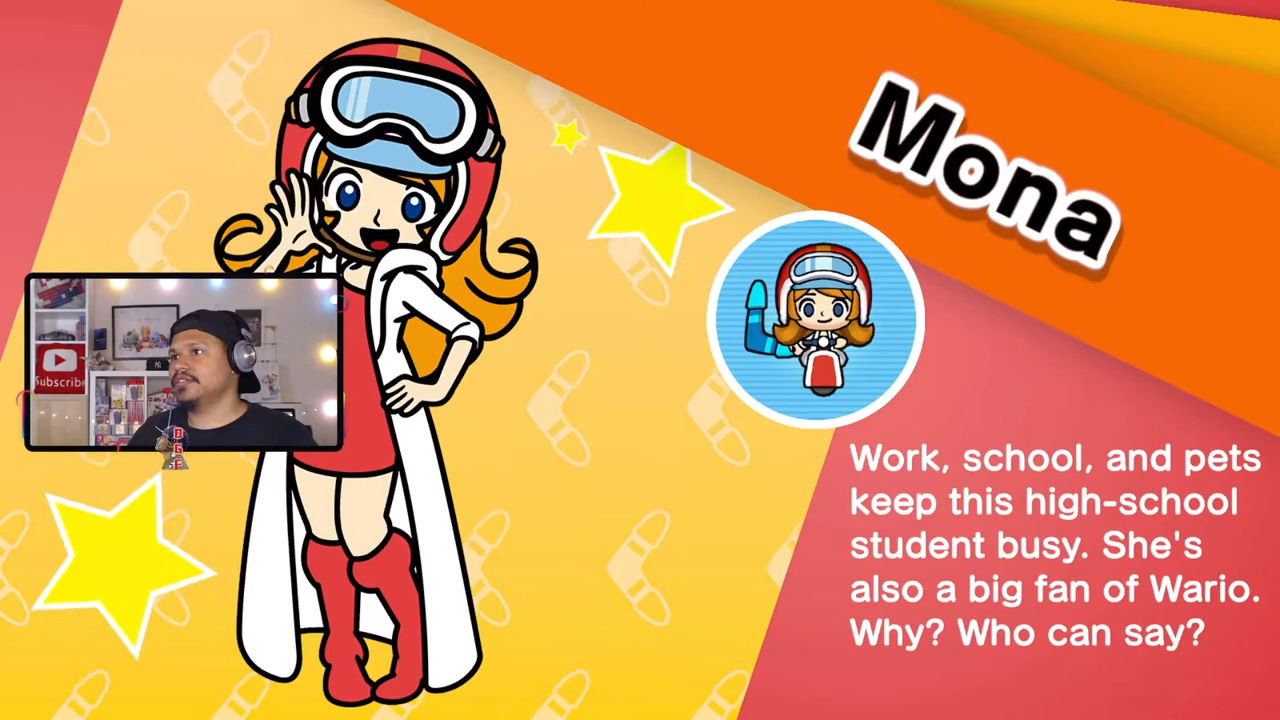 Mona
Work, school, and pets
keep this high-school
student busy. She's
also a big fan of Wario.
Why? Who can say?
Subscribe
DGE